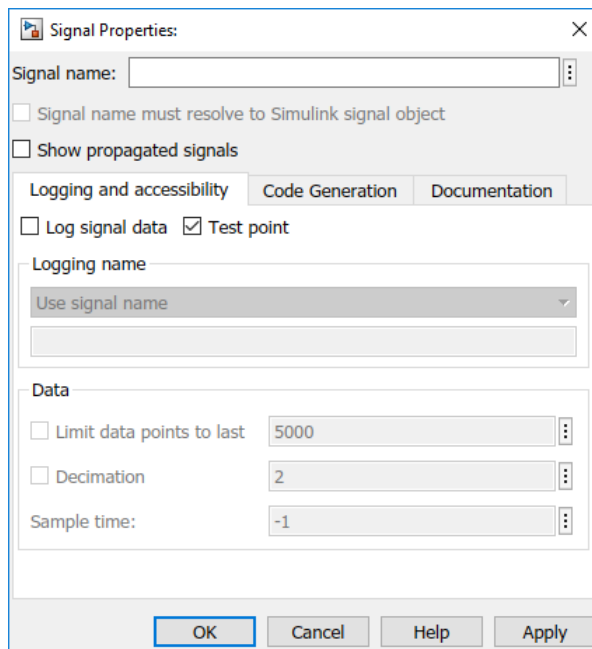 Signal Properties:
Signal name:
Signal name must resolve to Simulink signal object
Show propagated signals
Logging and accessibility Code Generation Documentation
Log signal data Test point
Logging name
Use signal name
Data
Limit data points to last 5000
Decimation 2
Sample time: -1
OK Cancel Help Apply